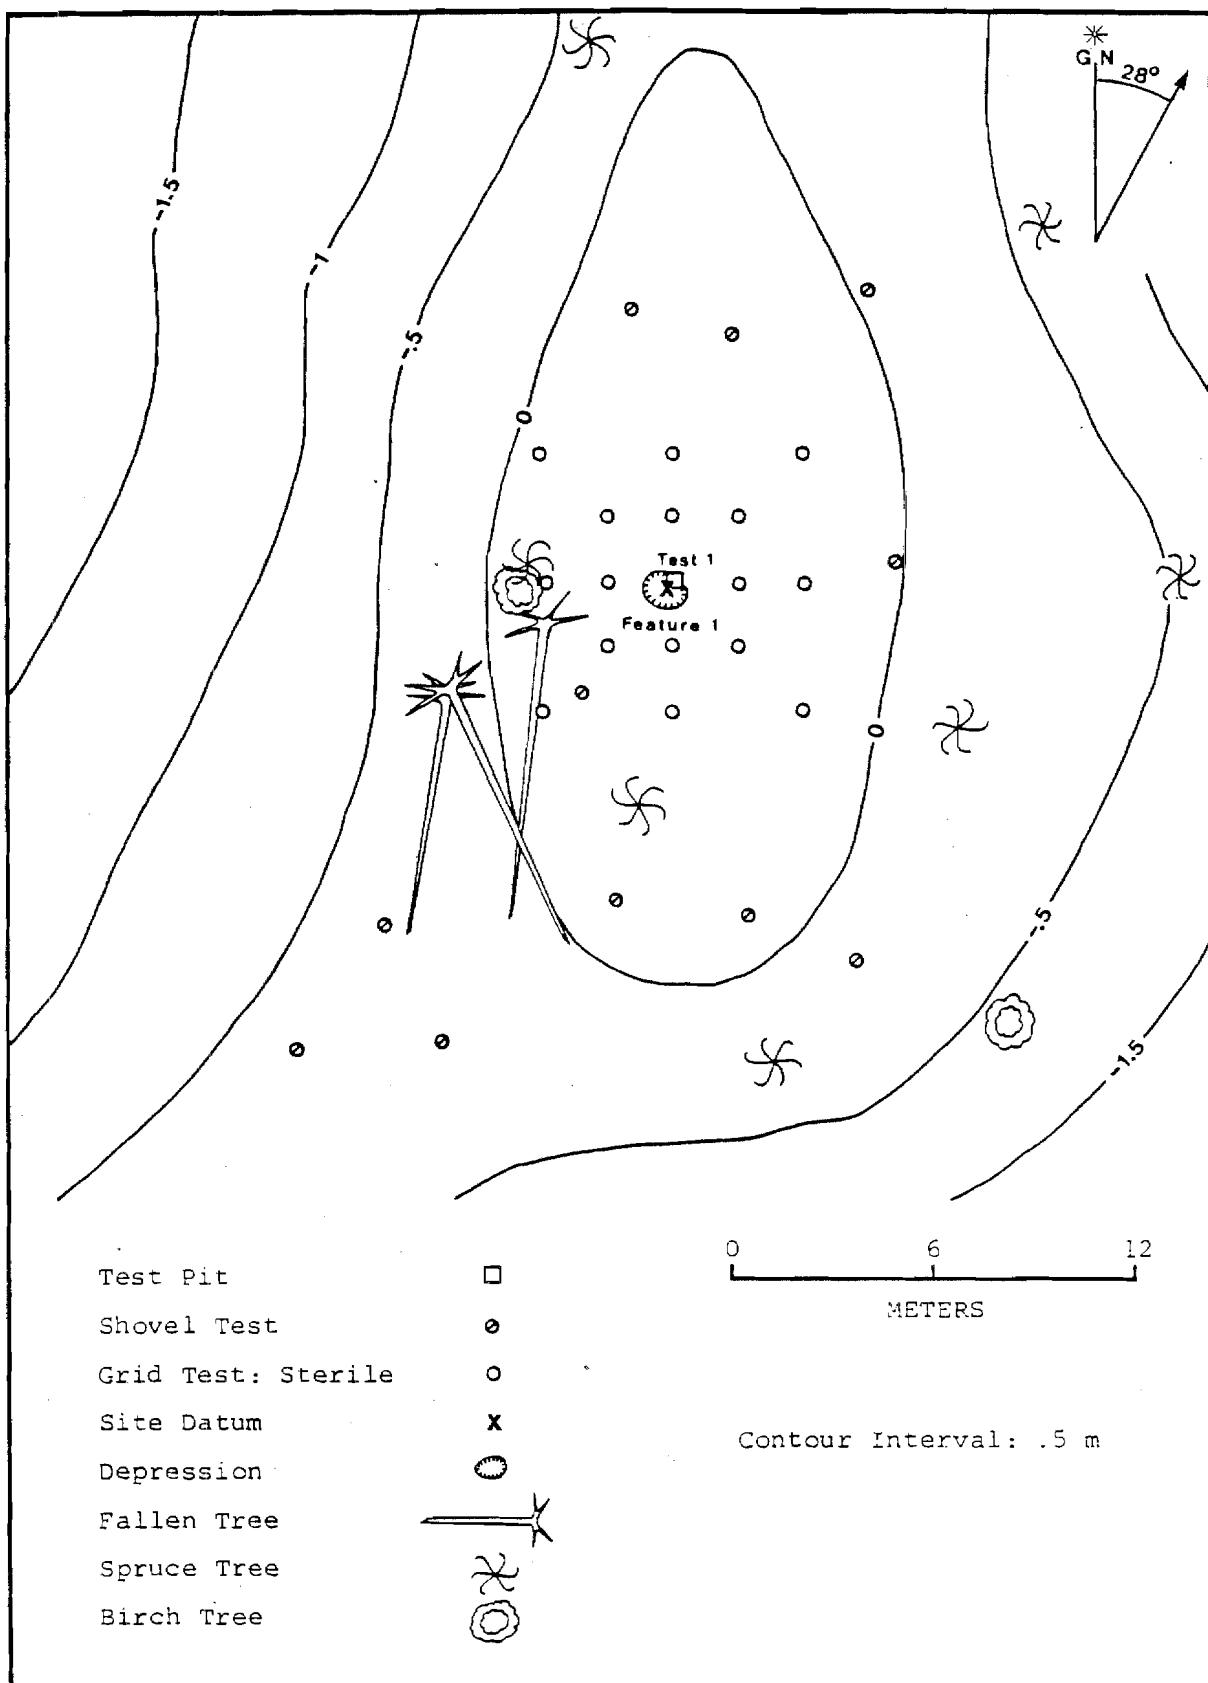 G N
28°
-1.5
-1
-.5
0
Test 1
Feature 1
0
-.5
-1.5
Test Pit
Shovel Test
Grid Test: Sterile
Site Datum
X
Depression
Fallen Tree
Spruce Tree
Birch Tree
0 6 12
METERS
Contour Interval: .5 m